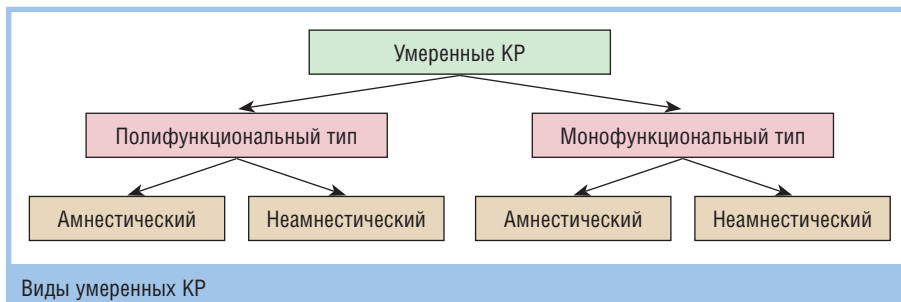 Умеренные КР
Полифункциональный тип
Монофункциональный тип
Амнестический
Неамнестический
Амнестический
Неамнестический
Виды умеренных КР